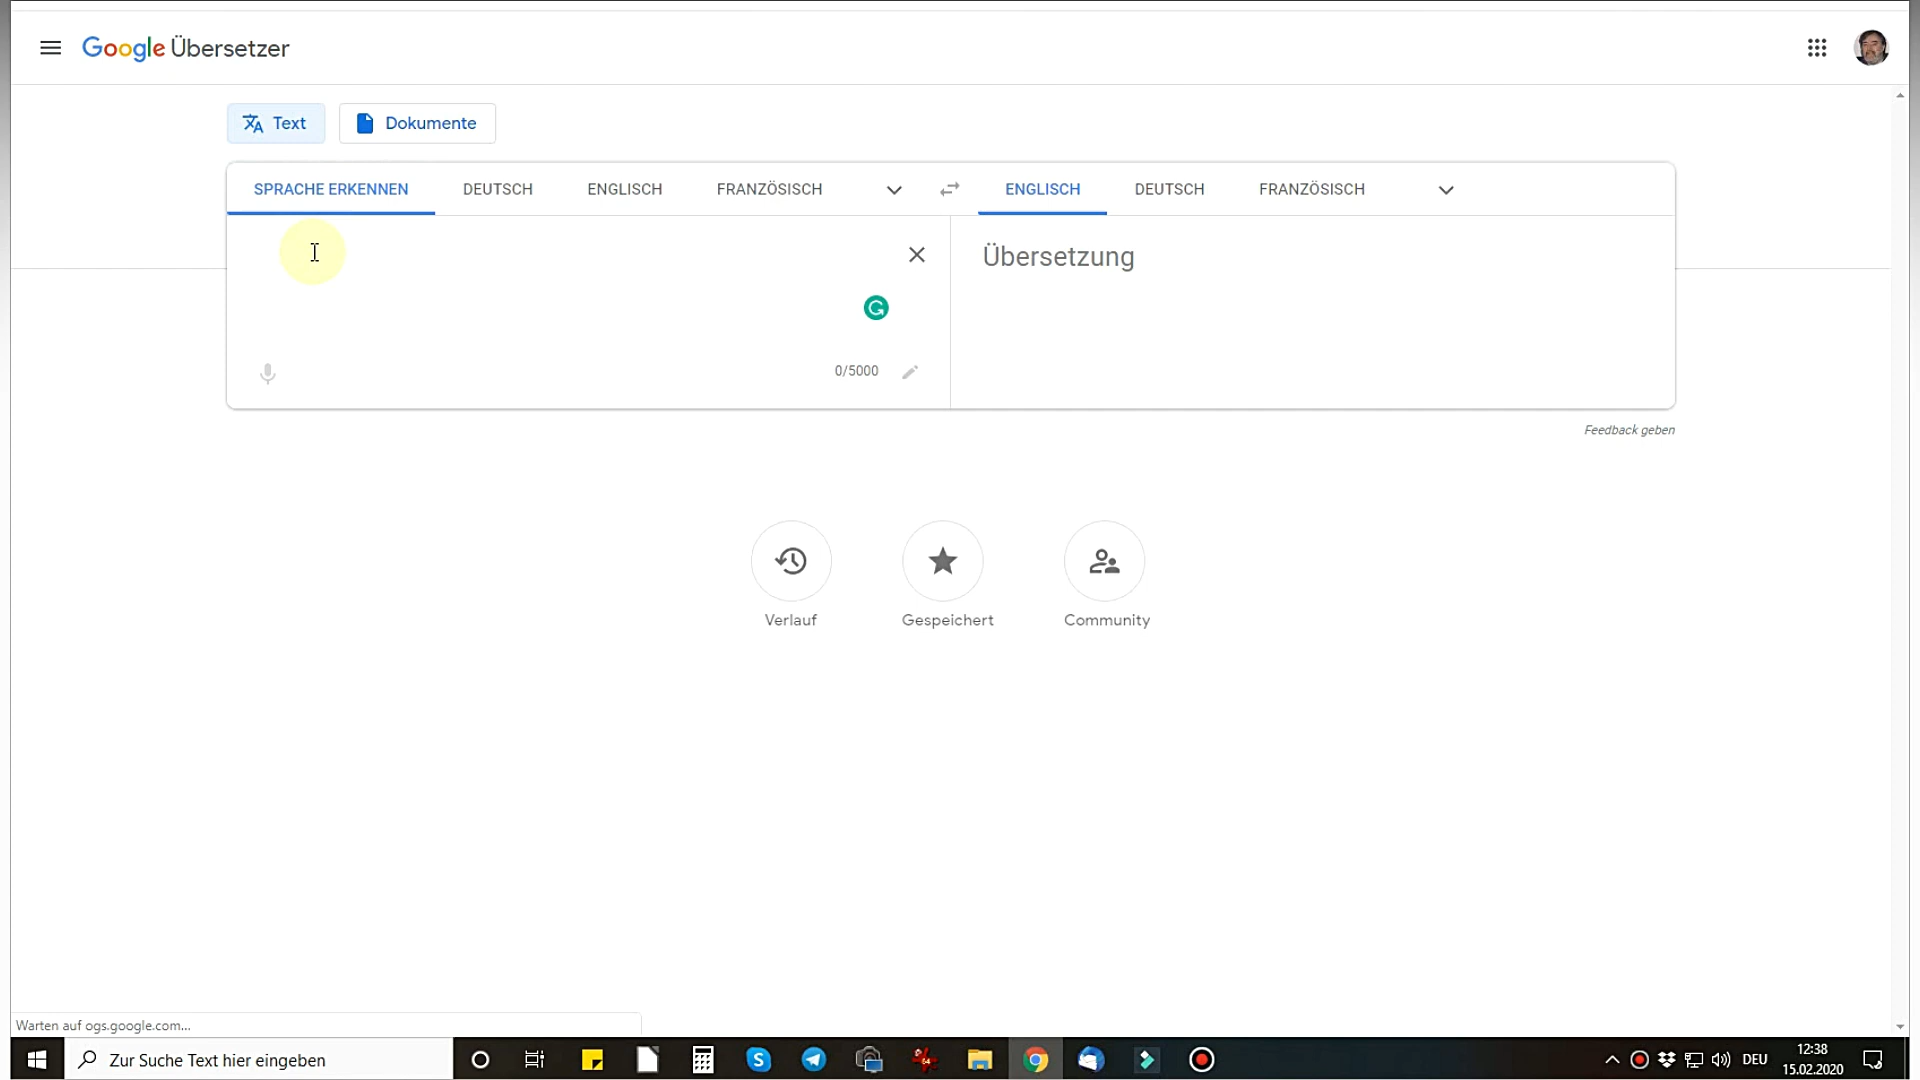 Google Übersetzer
Text Dokumente
SPRACHE ERKENNEN DEUTSCH ENGLISCH FRANZÖSISCH ENGLISCH DEUTSCH FRANZÖSISCH
Übersetzung
0/5000
Feedback geben
Verlauf Gespeichert Community
Warten auf ogs.google.com...
Zur Suche Text hier eingeben
DEU
12:38
15.02.2020